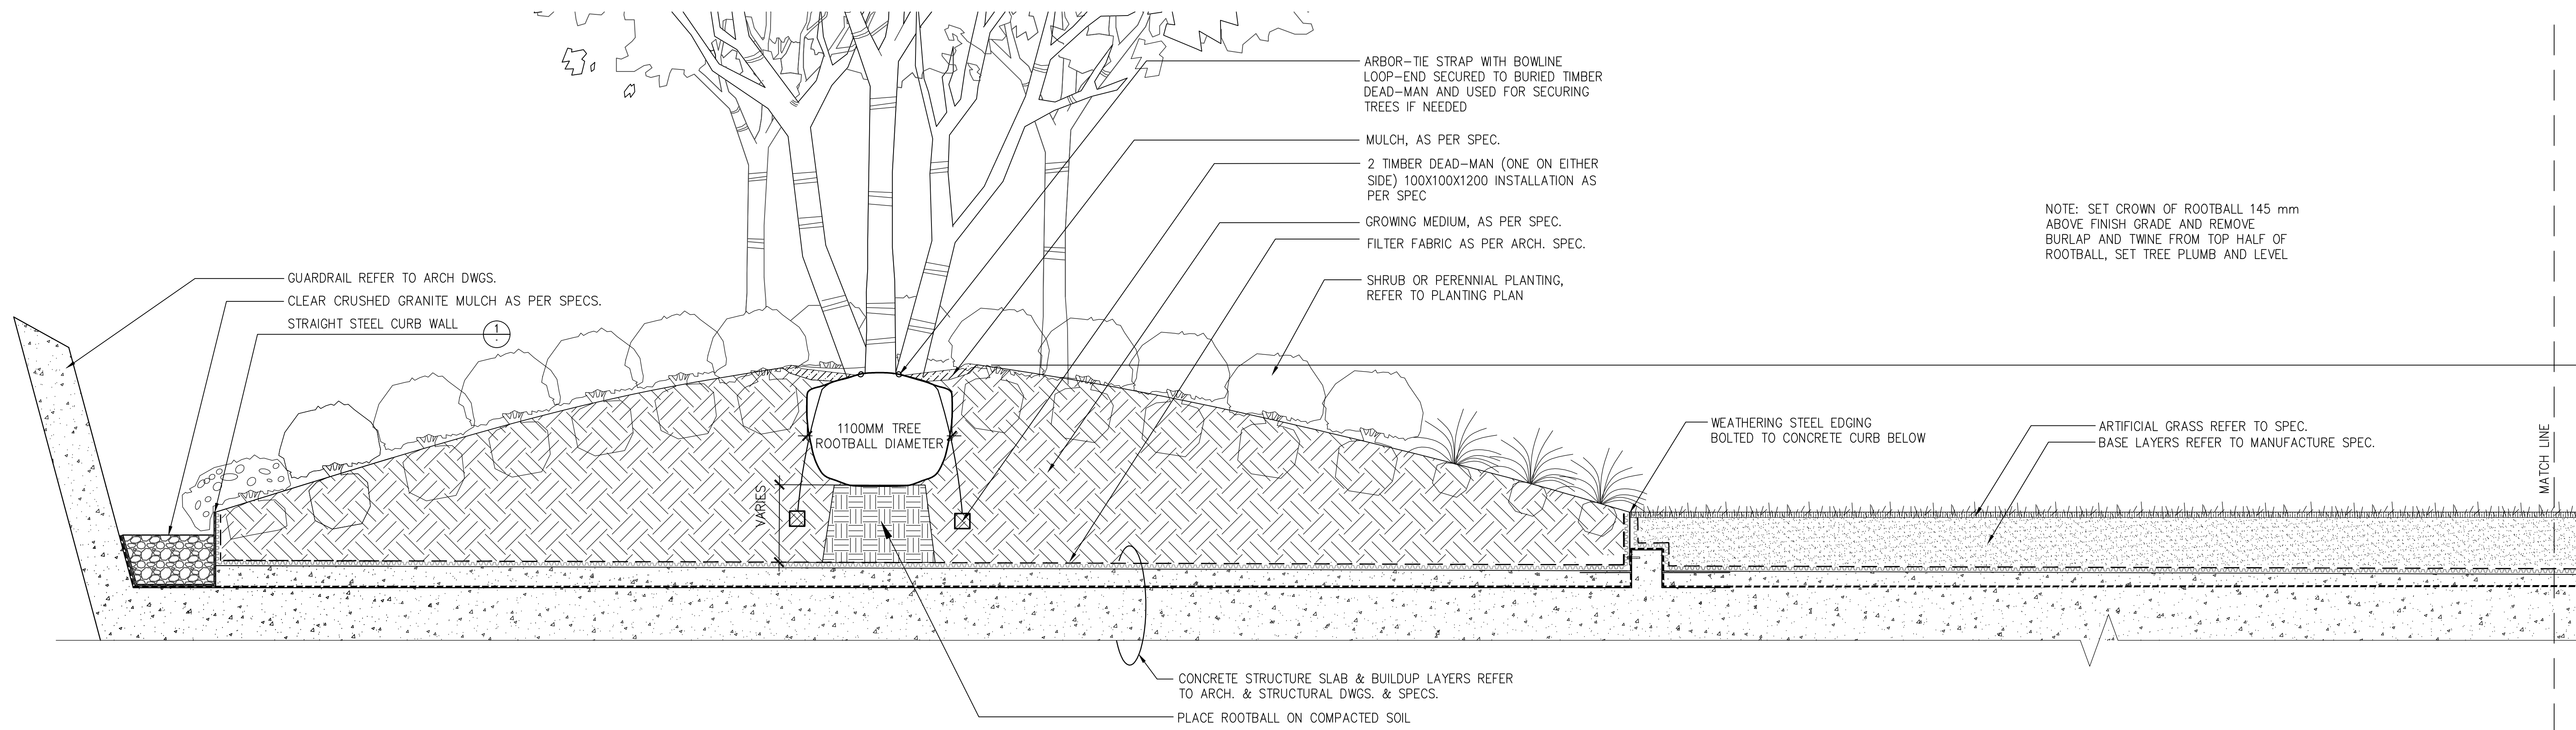 ARBOR-TIE STRAP WITH BOWLINE
LOOP-END SECURED TO BURIED TIMBER
DEAD-MAN AND USED FOR SECURING
TREES IF NEEDED
MULCH, AS PER SPEC.
2 TIMBER DEAD-MAN (ONE ON EITHER
SIDE) 100X100X1200 INSTALLATION AS
PER SPEC
GROWING MEDIUM, AS PER SPEC.
FILTER FABRIC AS PER ARCH. SPEC.
SHRUB OR PERENNIAL PLANTING,
REFER TO PLANTING PLAN
NOTE: SET CROWN OF ROOTBALL 145 mm
ABOVE FINISH GRADE AND REMOVE
BURLAP AND TWINE FROM TOP HALF OF
ROOTBALL, SET TREE PLUMB AND LEVEL
GUARDRAIL REFER TO ARCH DWGS.
CLEAR CRUSHED GRANITE MULCH AS PER SPECS.
STRAIGHT STEEL CURB WALL
1
-
1100MM TREE
ROOTBALL DIAMETER
VARIES
WEATHERING STEEL EDGING
BOLTED TO CONCRETE CURB BELOW
ARTIFICIAL GRASS REFER TO SPEC.
BASE LAYERS REFER TO MANUFACTURE SPEC.
MATCH LINE
CONCRETE STRUCTURE SLAB & BUILDUP LAYERS REFER
TO ARCH. & STRUCTURAL DWGS. & SPECS.
PLACE ROOTBALL ON COMPACTED SOIL